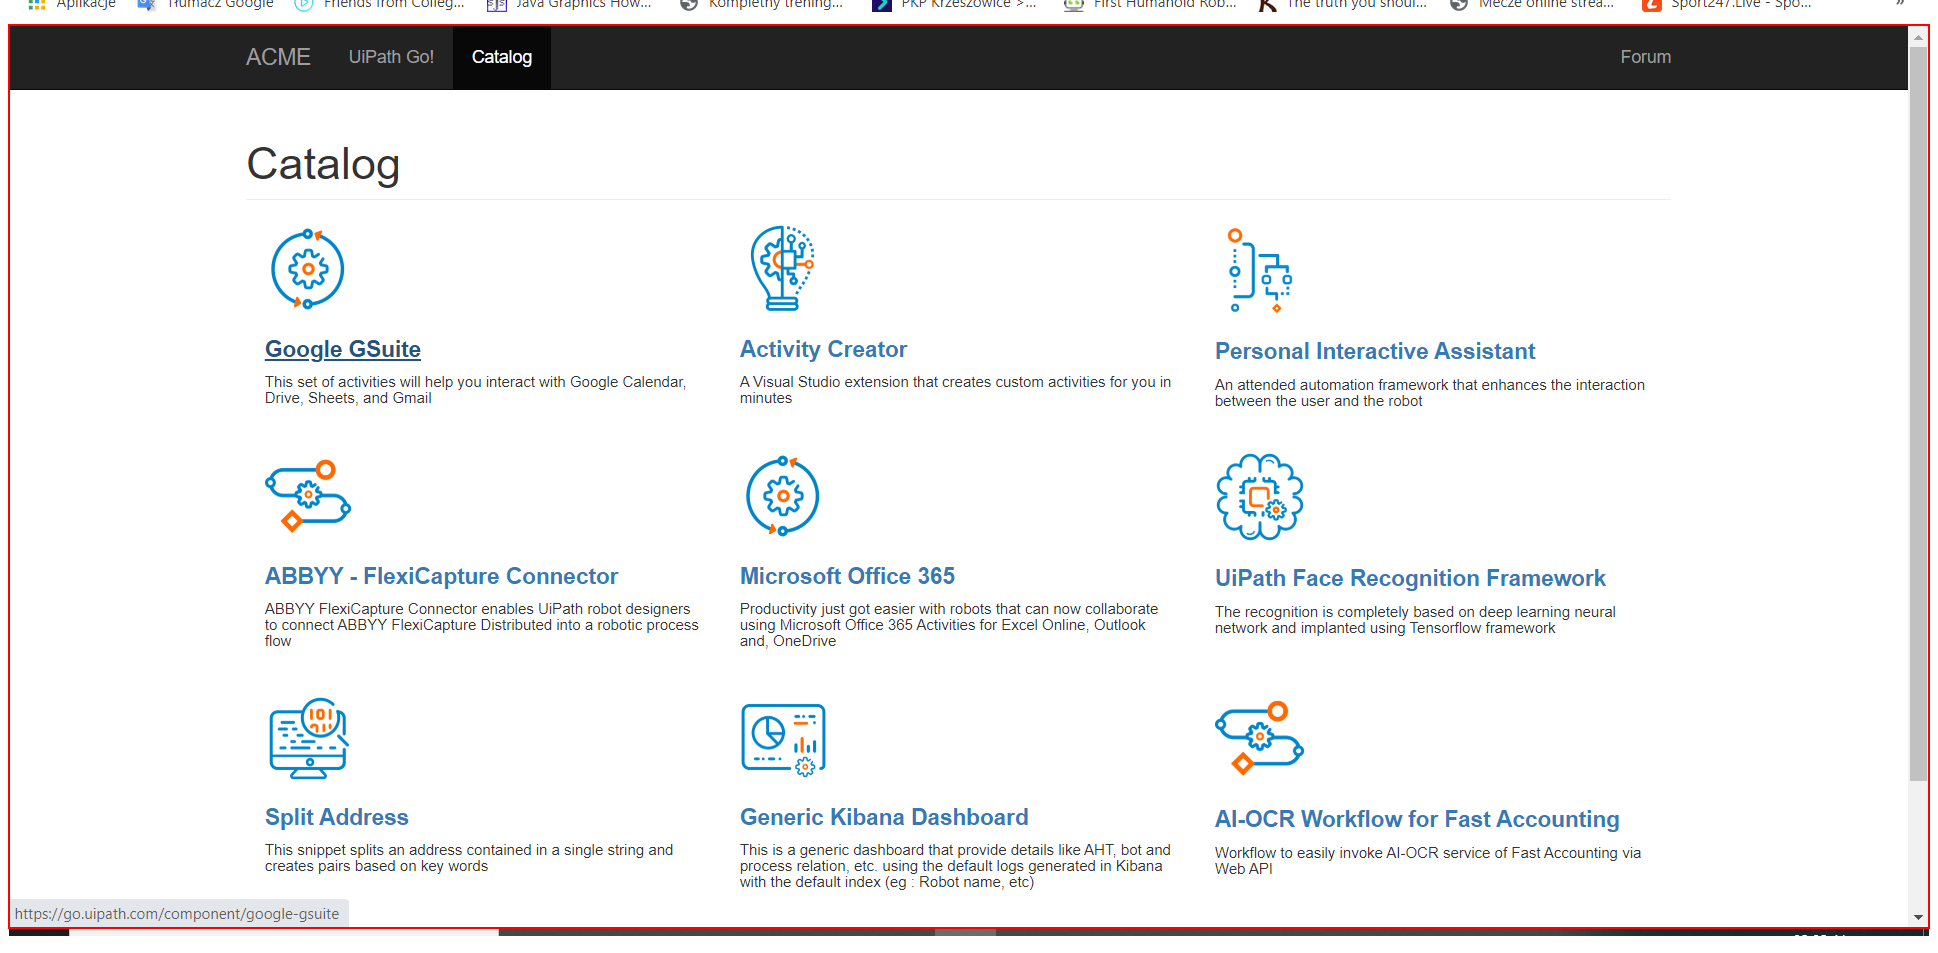 Aplikacje Tłumacz Google Friends from Colleg... Java Graphics How... Kompletny trening... PKP Krzeszowice >... First Humanoid Rob... The truth you shoul... Mecze online strea... Sport247.Live - Spo... »
ACME UiPath Go! Catalog Forum
Catalog
Google GSuite
This set of activities will help you interact with Google Calendar,
Drive, Sheets, and Gmail
Activity Creator
A Visual Studio extension that creates custom activities for you in
minutes
Personal Interactive Assistant
An attended automation framework that enhances the interaction
between the user and the robot
ABBYY - FlexiCapture Connector
ABBYY FlexiCapture Connector enables UiPath robot designers
to connect ABBYY FlexiCapture Distributed into a robotic process
flow
Microsoft Office 365
Productivity just got easier with robots that can now collaborate
using Microsoft Office 365 Activities for Excel Online, Outlook
and, OneDrive
UiPath Face Recognition Framework
The recognition is completely based on deep learning neural
network and implanted using Tensorflow framework
Split Address
This snippet splits an address contained in a single string and
creates pairs based on key words
Generic Kibana Dashboard
This is a generic dashboard that provide details like AHT, bot and
process relation, etc. using the default logs generated in Kibana
with the default index (eg : Robot name, etc)
AI-OCR Workflow for Fast Accounting
Workflow to easily invoke AI-OCR service of Fast Accounting via
Web API
https://go.uipath.com/component/google-gsuite